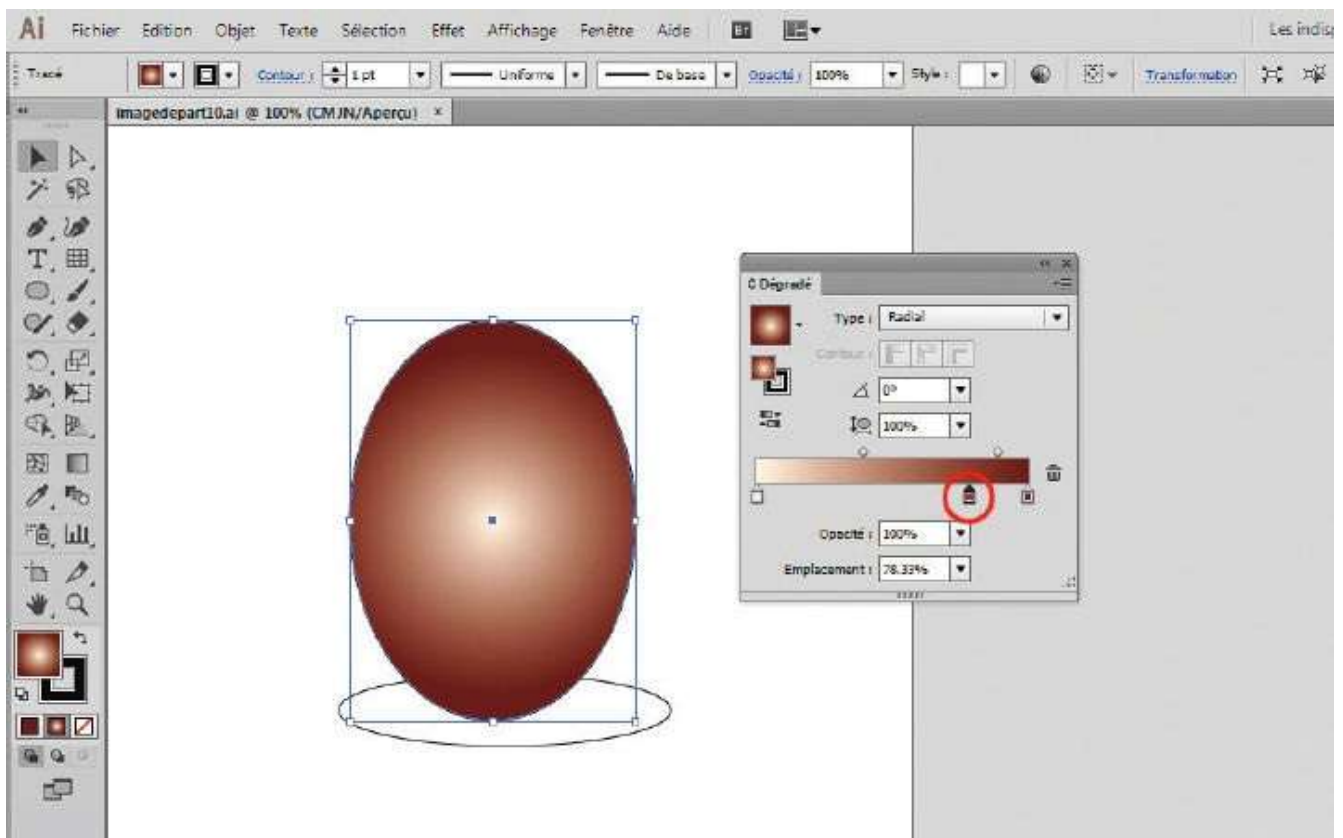 Ai Fichier Edition Objet Texte Sélection Effet Affichage Fenêtre Aide Br Les indisp
Tracé Contour : 1 pt Uniforme De base Opacité : 100% Style : Transformation
imagedepart10.ai @ 100% (CMJN/Aperçu) ×
Dégradé
Type : Radial
Contour :
0°
100%
Opacité : 100%
Emplacement : 78.33%